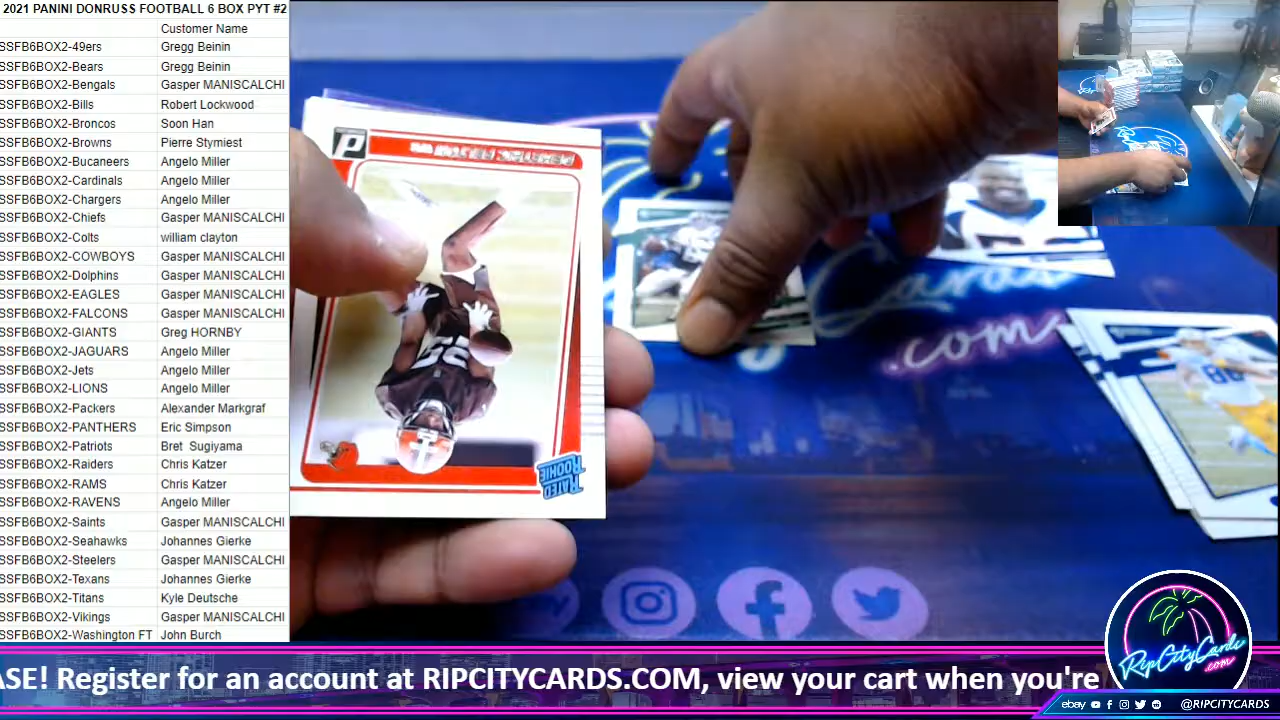 2021 PANINI DONRUSS FOOTBALL 6 BOX PYT #2
Customer Name
SSFB6BOX2-49ers Gregg Beinin
SSFB6BOX2-Bears Gregg Beinin
SSFB6BOX2-Bengals Gasper MANISCALCHI
SSFB6BOX2-Bills Robert Lockwood
SSFB6BOX2-Broncos Soon Han
SSFB6BOX2-Browns Pierre Stymiest
SSFB6BOX2-Bucaneers Angelo Miller
SSFB6BOX2-Cardinals Angelo Miller
SSFB6BOX2-Chargers Angelo Miller
SSFB6BOX2-Chiefs Gasper MANISCALCHI
SSFB6BOX2-Colts william clayton
SSFB6BOX2-COWBOYS Gasper MANISCALCHI
SSFB6BOX2-Dolphins Gasper MANISCALCHI
SSFB6BOX2-EAGLES Gasper MANISCALCHI
SSFB6BOX2-FALCONS Gasper MANISCALCHI
SSFB6BOX2-GIANTS Greg HORNBY
SSFB6BOX2-JAGUARS Angelo Miller
SSFB6BOX2-Jets Angelo Miller
SSFB6BOX2-LIONS Angelo Miller
SSFB6BOX2-Packers Alexander Markgraf
SSFB6BOX2-PANTHERS Eric Simpson
SSFB6BOX2-Patriots Bret Sugiyama
SSFB6BOX2-Raiders Chris Katzer
SSFB6BOX2-RAMS Chris Katzer
SSFB6BOX2-RAVENS Angelo Miller
SSFB6BOX2-Saints Gasper MANISCALCHI
SSFB6BOX2-Seahawks Johannes Gierke
SSFB6BOX2-Steelers Gasper MANISCALCHI
SSFB6BOX2-Texans Johannes Gierke
SSFB6BOX2-Titans Kyle Deutsche
SSFB6BOX2-Vikings Gasper MANISCALCHI
SSFB6BOX2-Washington FT John Burch
RATED
ROOKIE
Cards
.com
RipCityCards
.com
ASE! Register for an account at RIPCITYCARDS.COM, view your cart when you're
ebay @RIPCITYCARDS